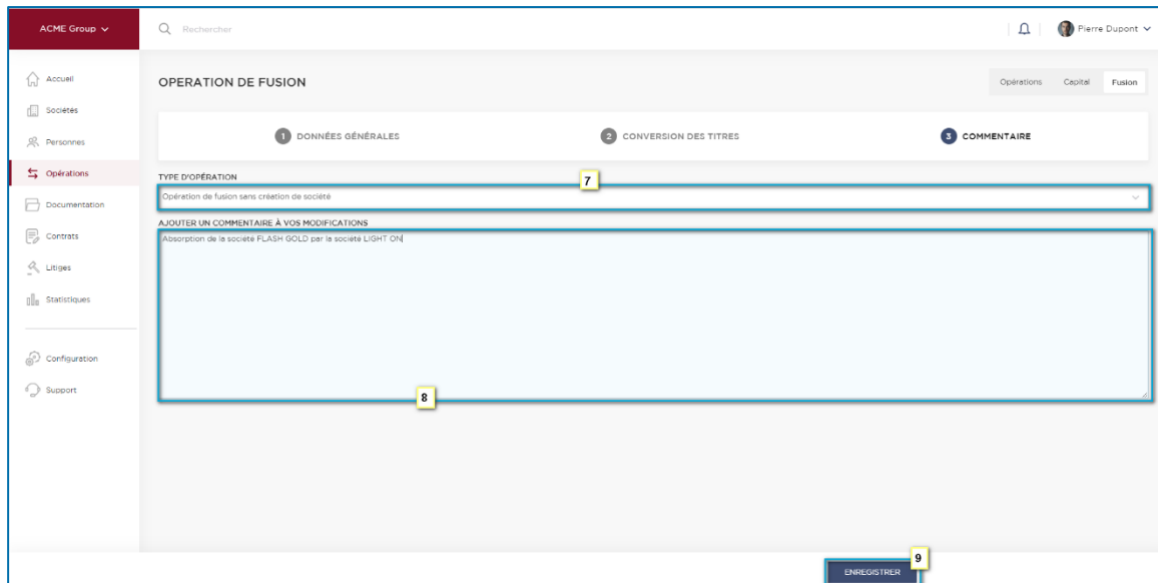 ACME Group
Rechercher
Pierre Dupont
Accueil
Sociétés
Personnes
Opérations
Documentation
Contrats
Litiges
Statistiques
Configuration
Support
OPERATION DE FUSION
Opérations Capital Fusion
1 DONNÉES GÉNÉRALES 2 CONVERSION DES TITRES 3 COMMENTAIRE
TYPE D'OPÉRATION
7
Opération de fusion sans création de société
AJOUTER UN COMMENTAIRE À VOS MODIFICATIONS
Absorption de la société FLASH GOLD par la société LIGHT ON
8
9
ENREGISTRER